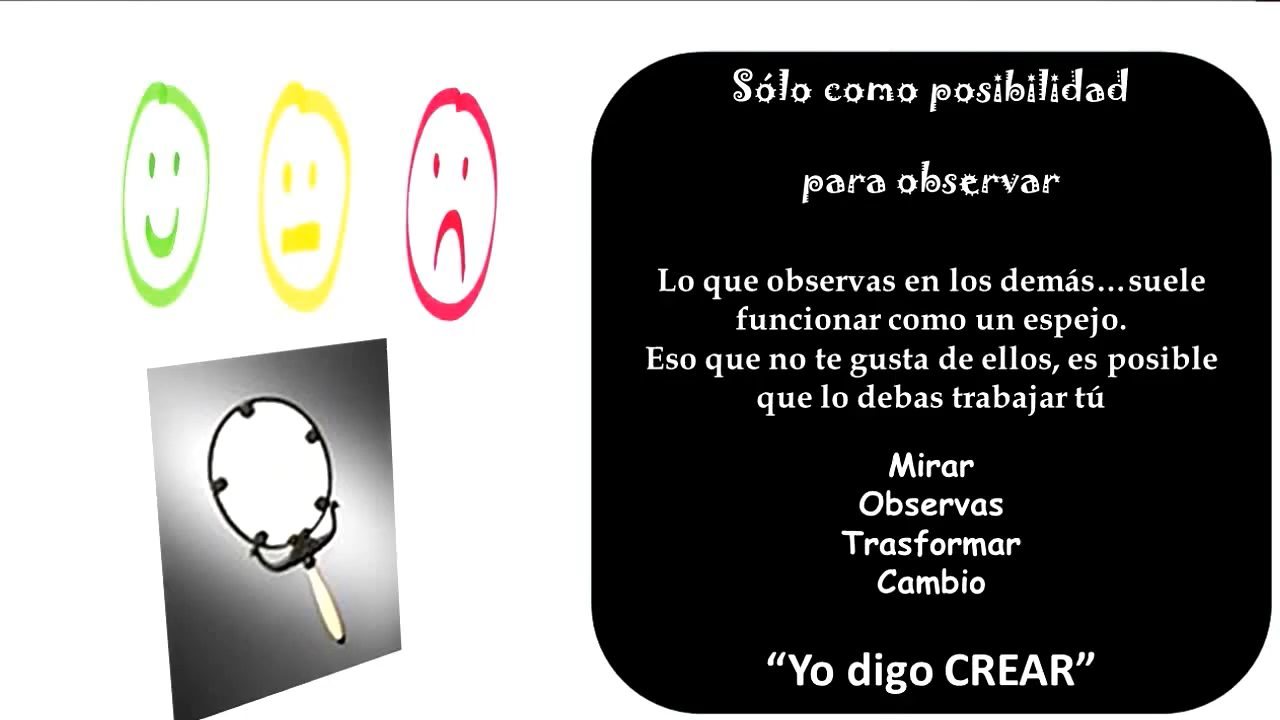 Sólo como posibilidad
para observar
Lo que observas en los demás...suele
funcionar como un espejo.
Eso que no te gusta de ellos, es posible
que lo debas trabajar tú
Mirar
Observas
Trasformar
Cambio
“Yo digo CREAR”